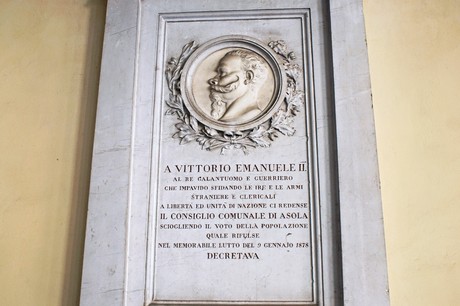 A VITTORIO EMANUELE II.
AL RE GALANTUOMO E GUERRIERO
CHE IMPAVIDO SFIDANDO LE IRE E LE ARMI
STRANIERE E CLERICALI
A LIBERTÀ ED UNITÀ DI NAZIONE CI REDENSE
IL CONSIGLIO COMUNALE DI ASOLA
SCIOGLIENDO IL VOTO DELLA POPOLAZIONE
QUALE RIFULSE
NEL MEMORABILE LUTTO DEL 9 GENNAJO 1878
DECRETAVA